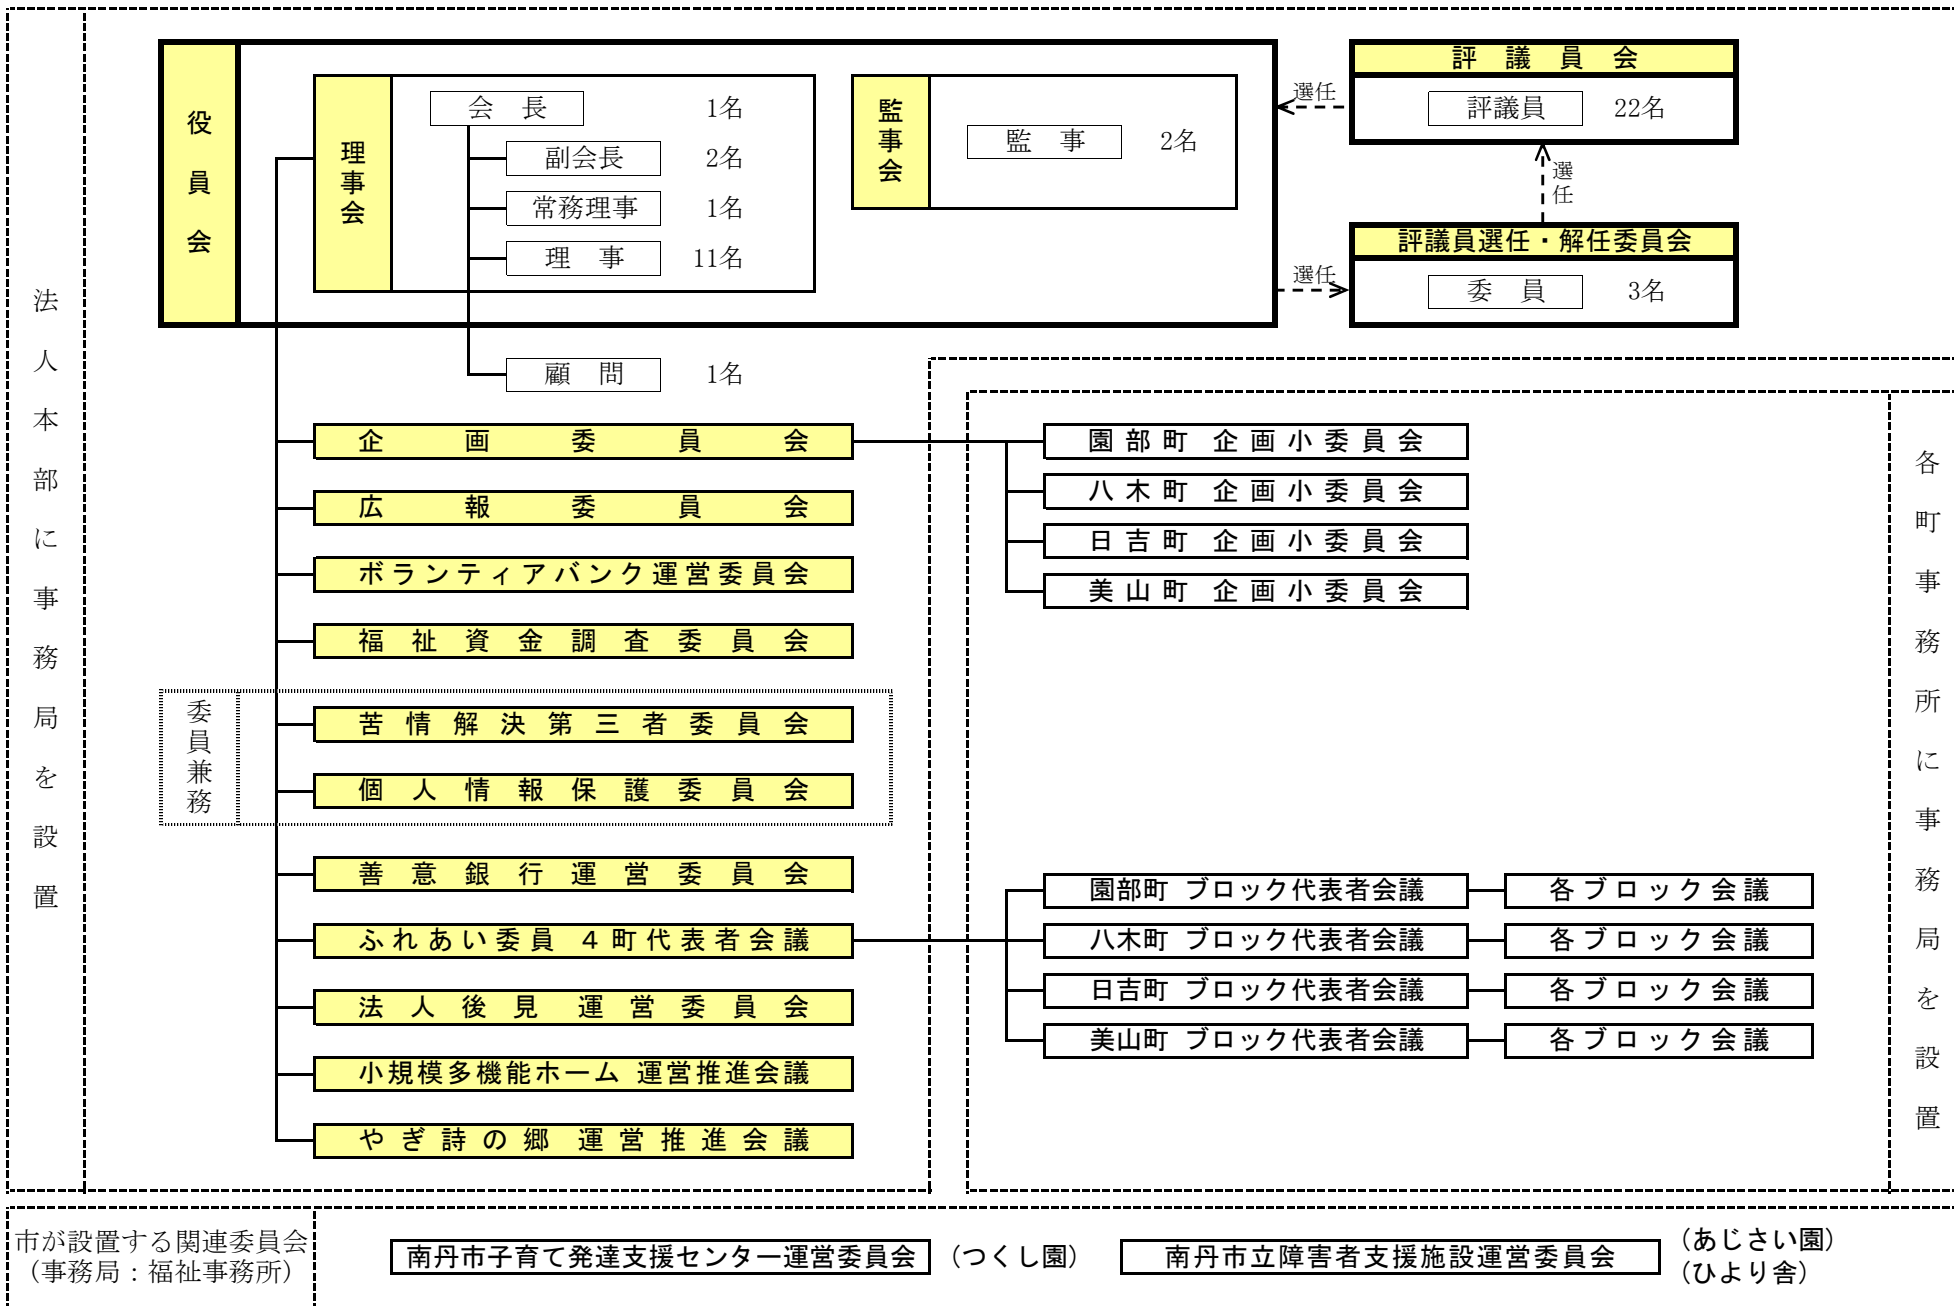 法人本部に事務局を設置
役員会
理事会
会　長　1名
副会長　2名
常務理事　1名
理　事　11名
顧　問　1名
監事会
監　事　2名
選任
評議員会
評議員　22名
選任
評議員選任・解任委員会
委　員　3名
選任
企画委員会
広報委員会
ボランティアバンク運営委員会
福祉資金調査委員会
委員兼務
苦情解決第三者委員会
個人情報保護委員会
善意銀行運営委員会
ふれあい委員 ４町代表者会議
法人後見 運営委員会
小規模多機能ホーム 運営推進会議
やぎ詩の郷 運営推進会議
園部町 企画小委員会
八木町 企画小委員会
日吉町 企画小委員会
美山町 企画小委員会
園部町 ブロック代表者会議　各ブロック会議
八木町 ブロック代表者会議　各ブロック会議
日吉町 ブロック代表者会議　各ブロック会議
美山町 ブロック代表者会議　各ブロック会議
各町事務所に事務局を設置
市が設置する関連委員会
（事務局：福祉事務所）
南丹市子育て発達支援センター運営委員会　（つくし園）
南丹市立障害者支援施設運営委員会
（あじさい園）
（ひより舎）